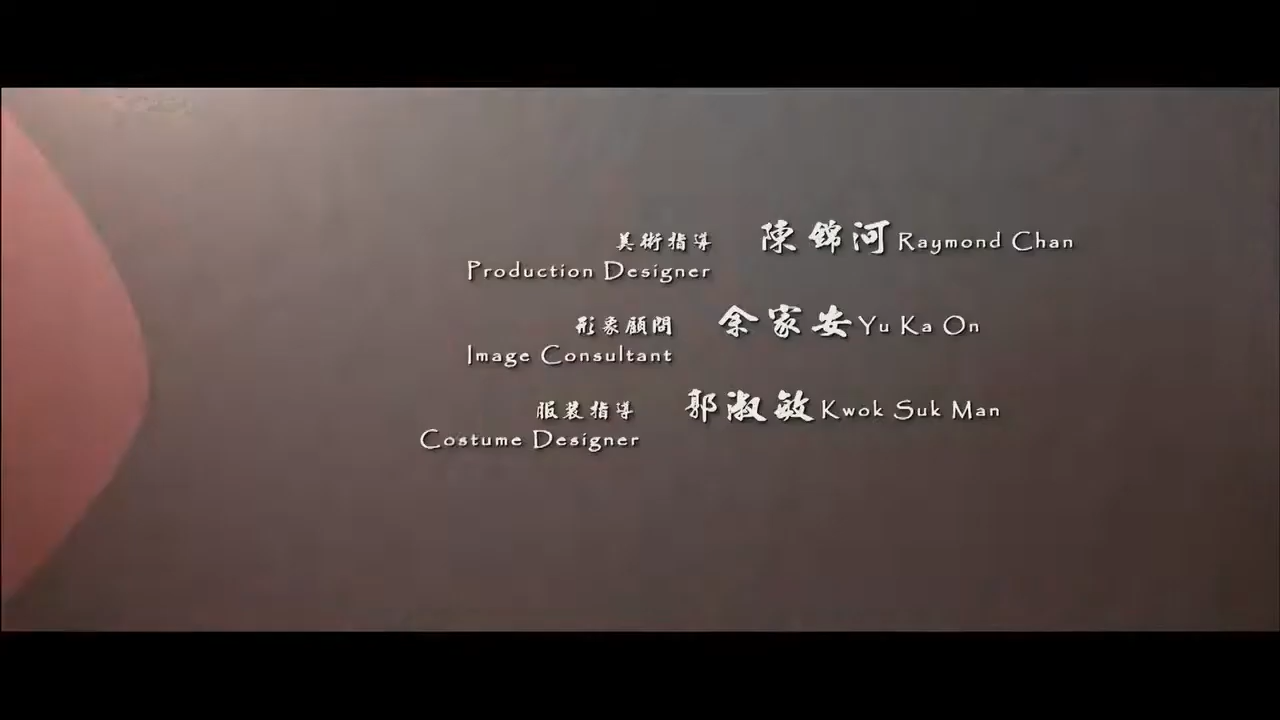 美術指導 陳錦河 Raymond Chan
Production Designer
形象顧問 余家安 Yu Ka On
Image Consultant
服裝指導 郭淑敏 Kwok Suk Man
Costume Designer